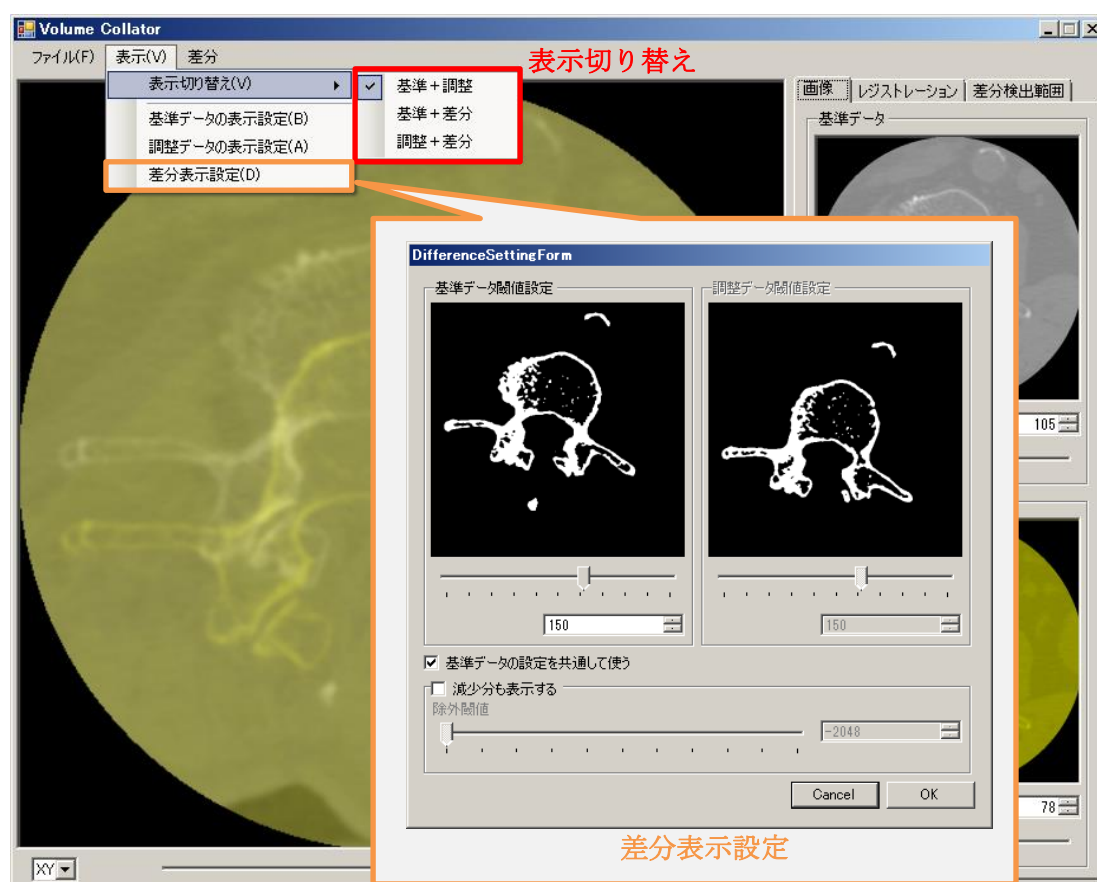 Volume Collator
ファイル(F) 表示(V) 差分
表示切り替え
表示切り替え(V)
基準+調整
基準+差分
調整+差分
基準データの表示設定(B)
調整データの表示設定(A)
差分表示設定(D)
画像 レジストレーション 差分検出範囲
基準データ
105
DifferenceSettingForm
基準データ閾値設定
調整データ閾値設定
150
150
基準データの設定を共通して使う
減少分も表示する
除外閾値
-2048
Cancel OK
差分表示設定
78
XY